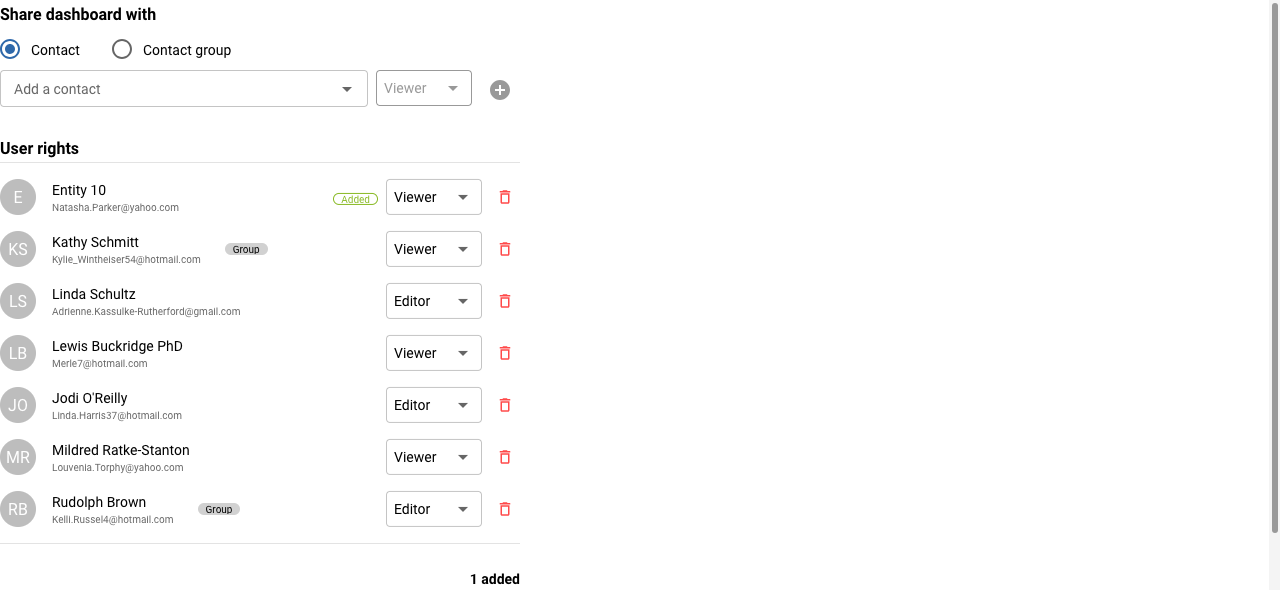 Share dashboard with
Contact
Contact group
Add a contact
Viewer
User rights
E
Entity 10
Natasha.Parker@yahoo.com
Added
Viewer
KS
Kathy Schmitt
Kylie_Wintheiser54@hotmail.com
Group
Viewer
LS
Linda Schultz
Adrienne.Kassulke-Rutherford@gmail.com
Editor
LB
Lewis Buckridge PhD
Merle7@hotmail.com
Viewer
JO
Jodi O'Reilly
Linda.Harris37@hotmail.com
Editor
MR
Mildred Ratke-Stanton
Louvenia.Torphy@yahoo.com
Viewer
RB
Rudolph Brown
Kelli.Russel4@hotmail.com
Group
Editor
1 added